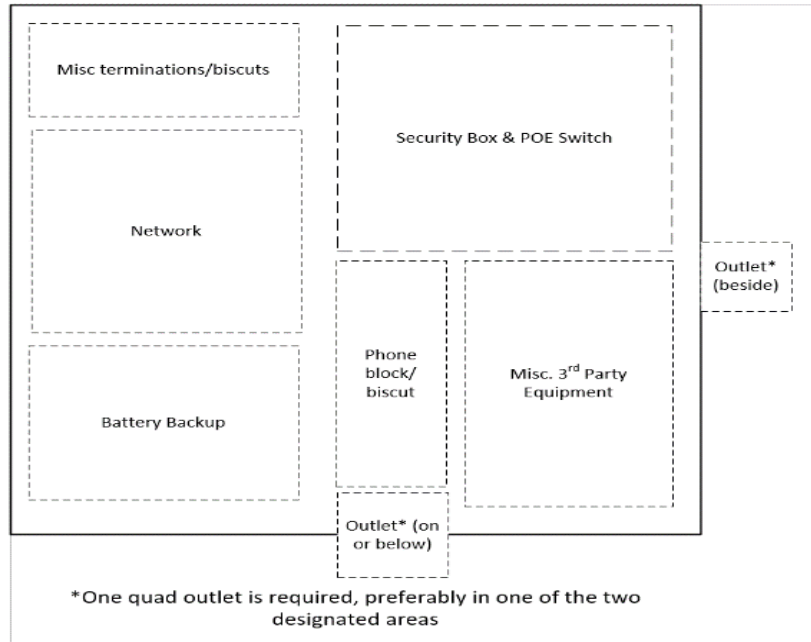 Misc terminations/biscuts
Security Box & POE Switch
Network
Outlet*
(beside)
Phone
block/
biscut
Misc. 3rd Party
Equipment
Battery Backup
Outlet* (on
or below)
*One quad outlet is required, preferably in one of the two
designated areas